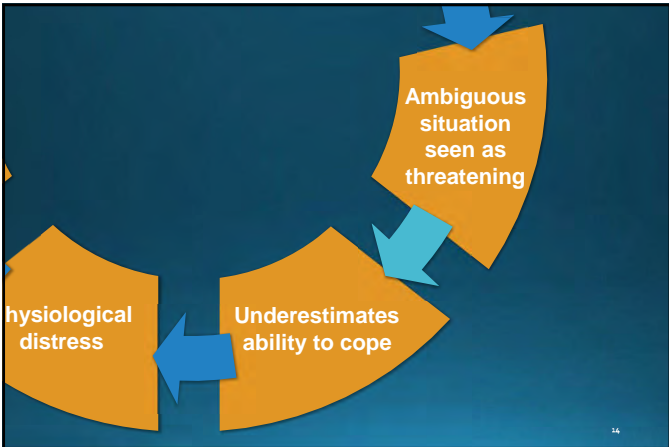 Ambiguous
situation
seen as
threatening
Underestimates
ability to cope
hysiological
distress
14